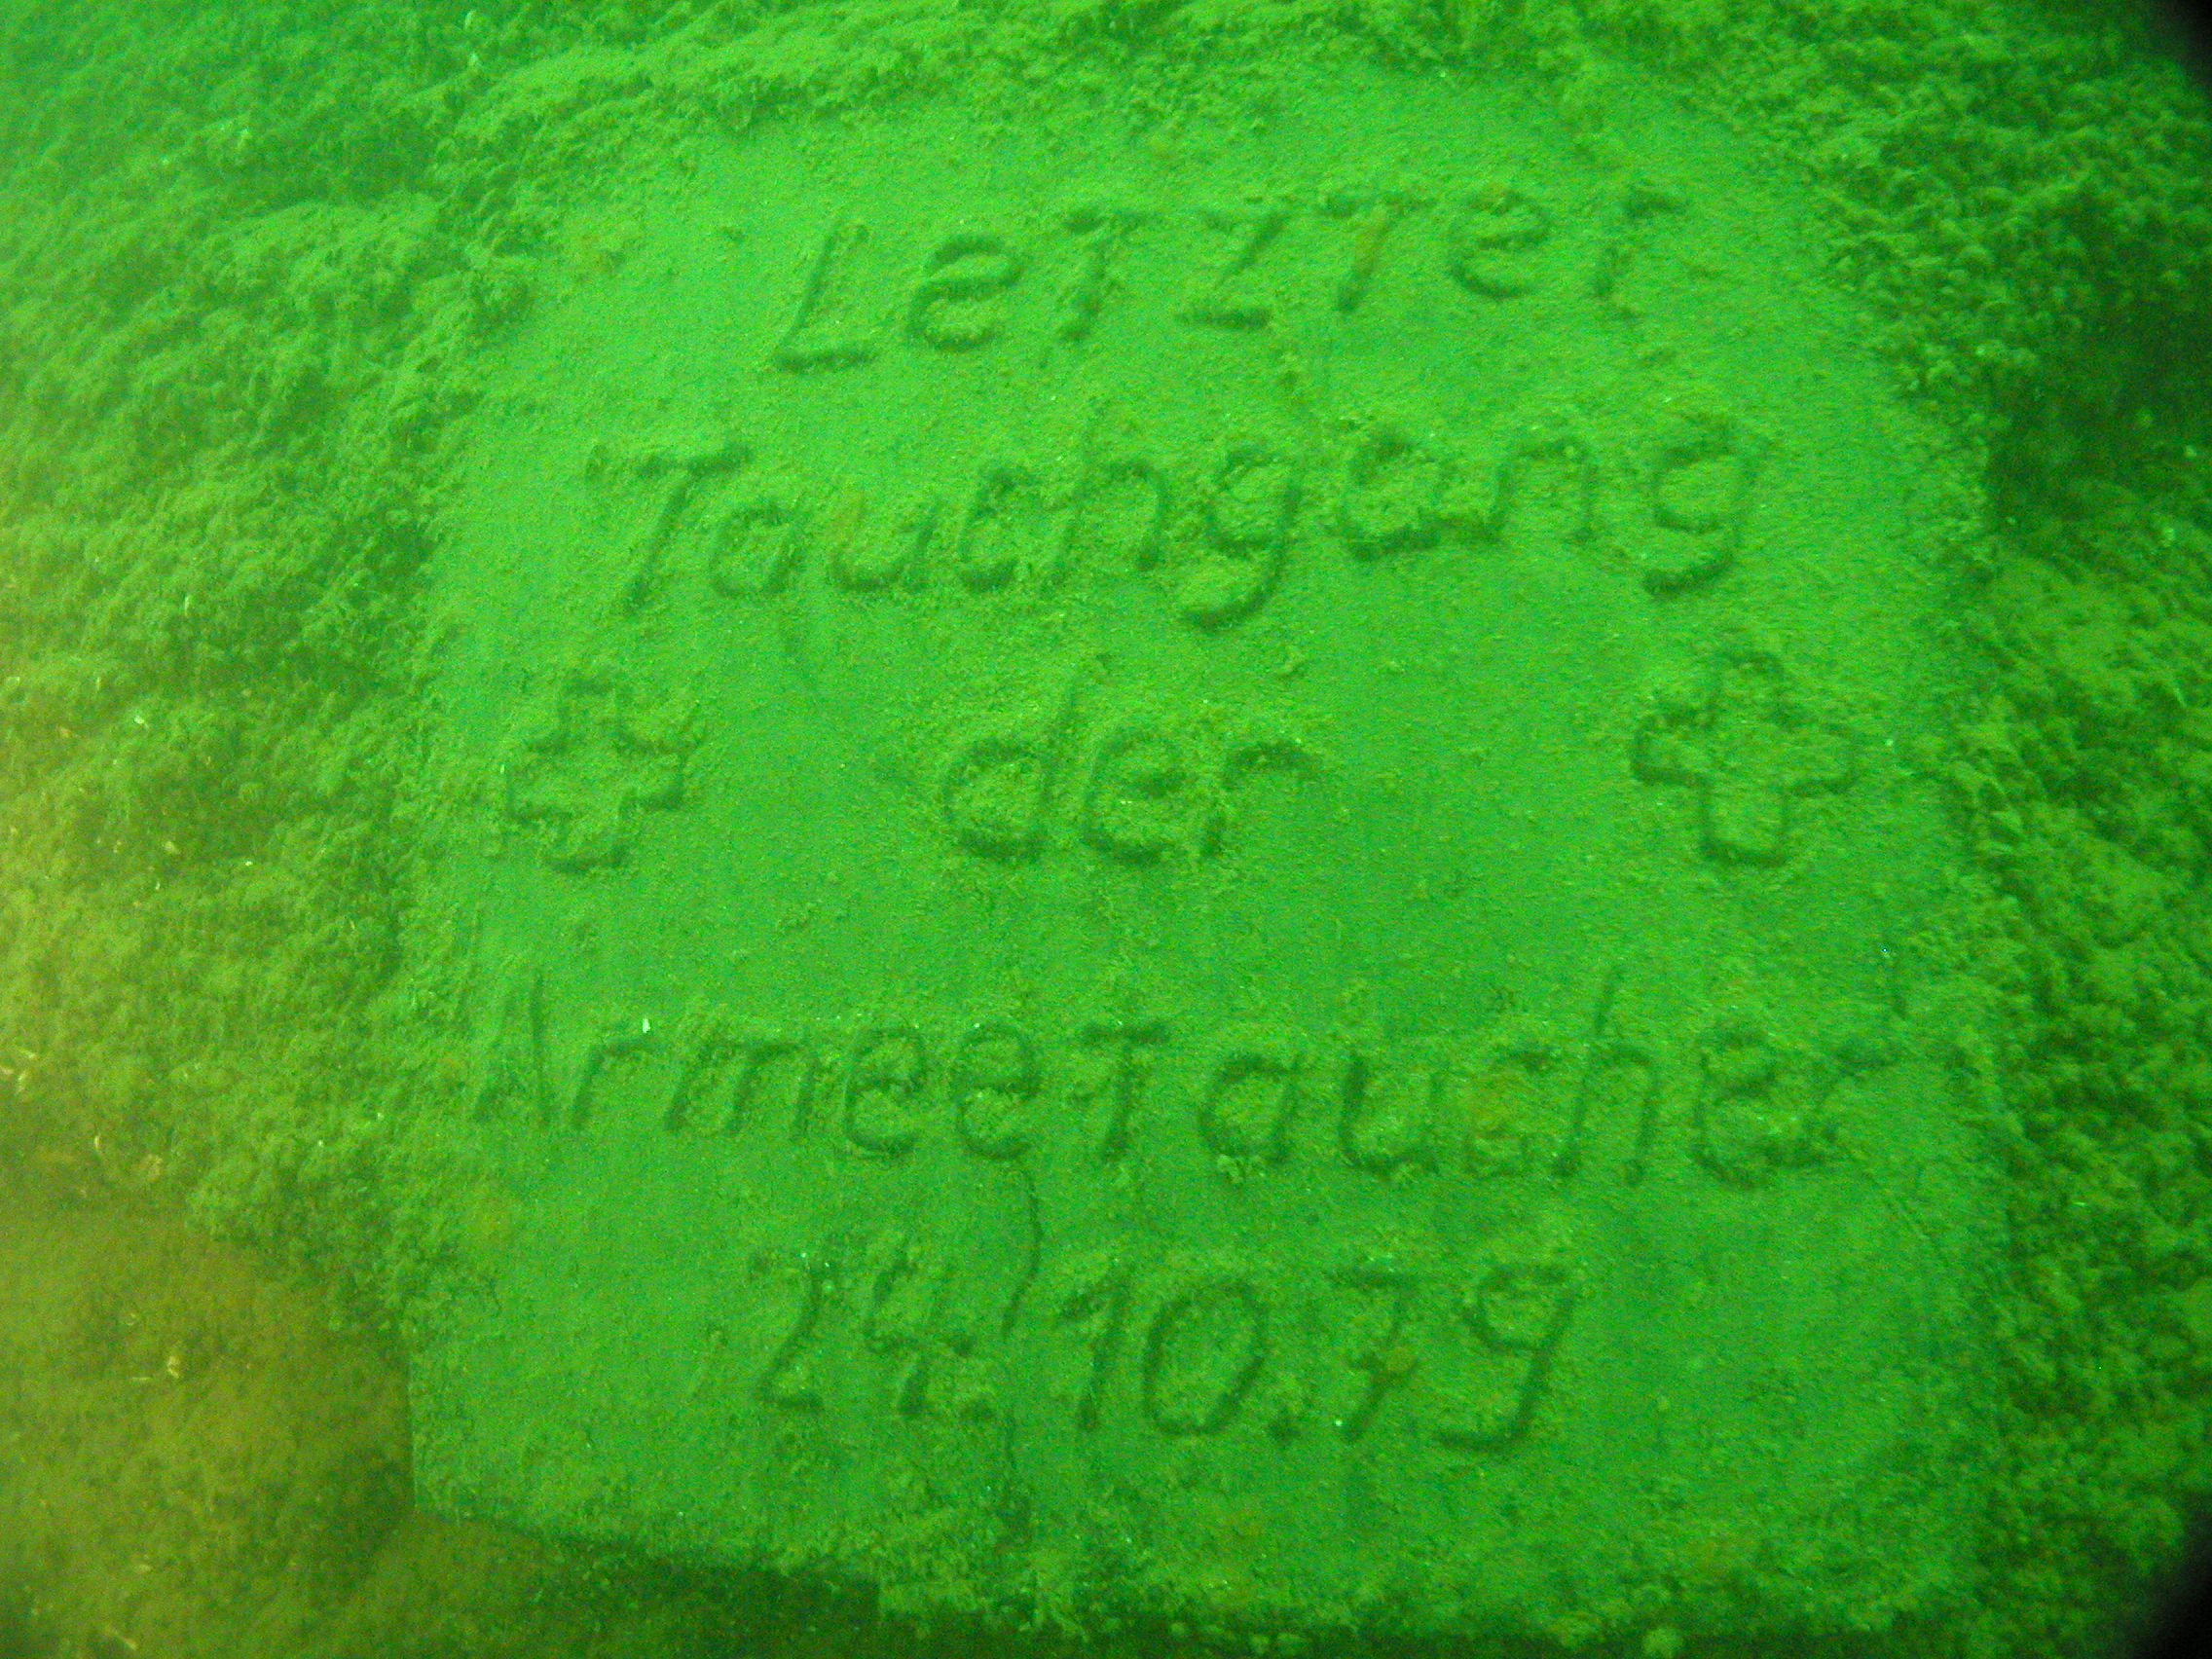 Letzter
Tauchgang
der
Armeetaucher
24.10.79